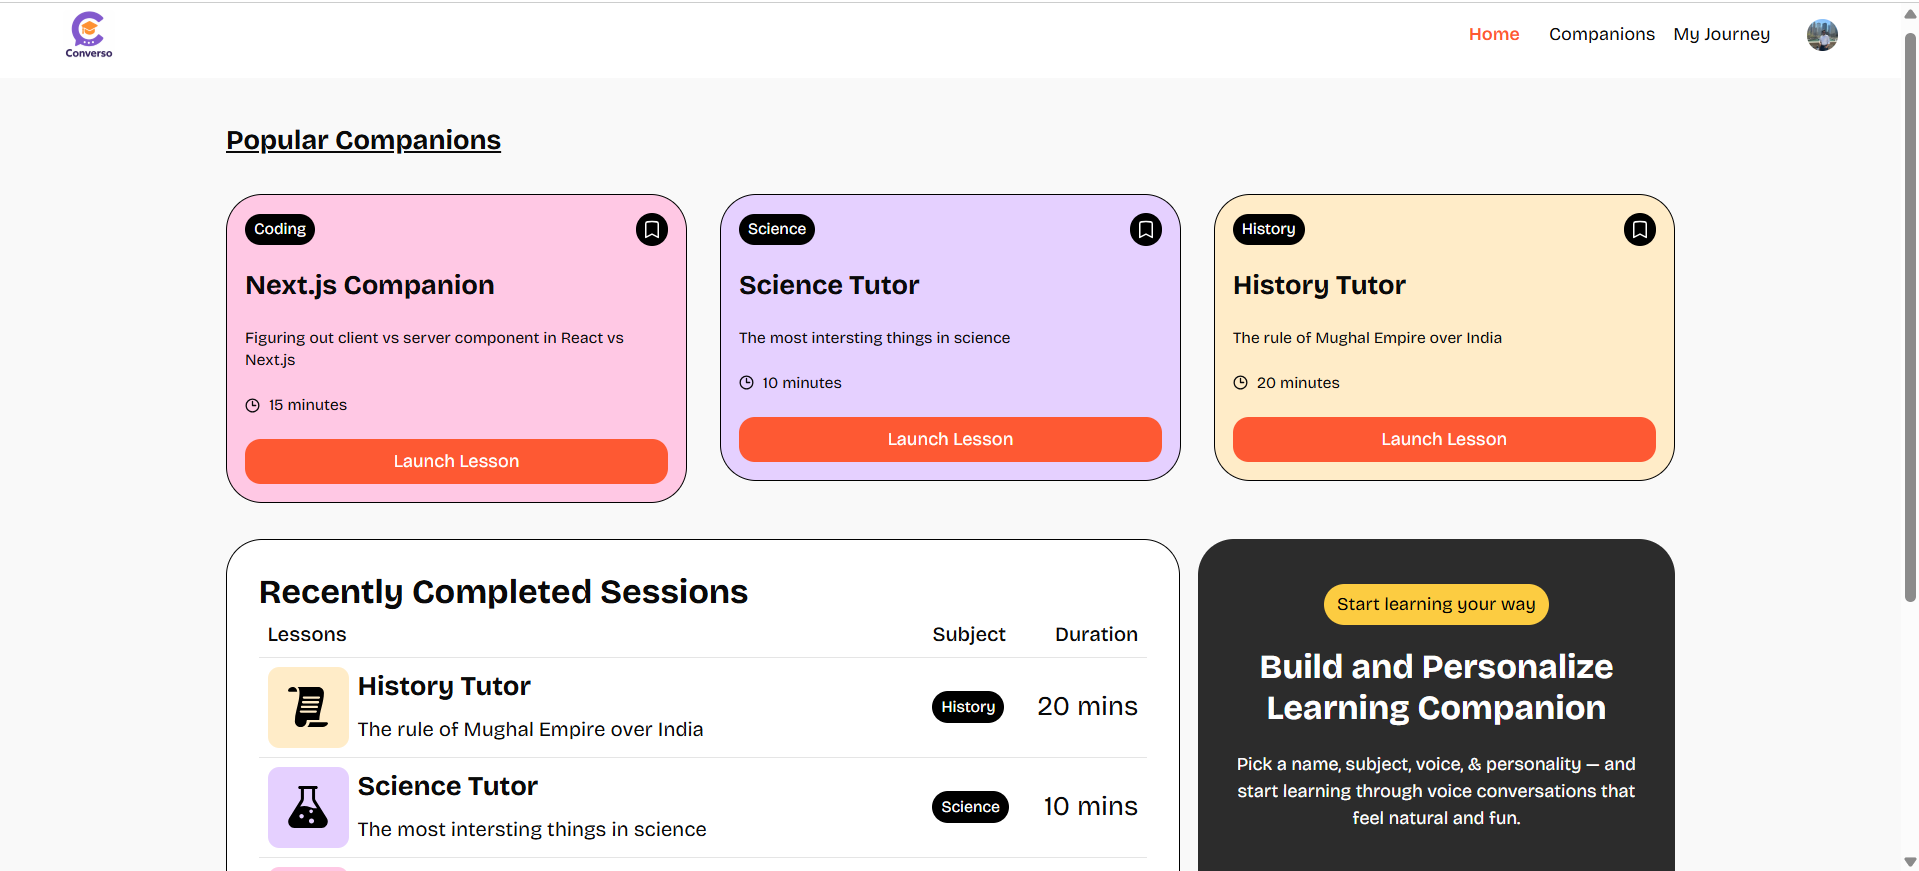 Converso
Home
Companions
My Journey
Popular Companions
Coding
Next.js Companion
Figuring out client vs server component in React vs
Next.js
15 minutes
Launch Lesson
Science
Science Tutor
The most intersting things in science
10 minutes
Launch Lesson
History
History Tutor
The rule of Mughal Empire over India
20 minutes
Launch Lesson
Recently Completed Sessions
Lessons
Subject
Duration
History Tutor
The rule of Mughal Empire over India
History
20 mins
Science Tutor
The most intersting things in science
Science
10 mins
Start learning your way
Build and Personalize
Learning Companion
Pick a name, subject, voice, & personality — and
start learning through voice conversations that
feel natural and fun.